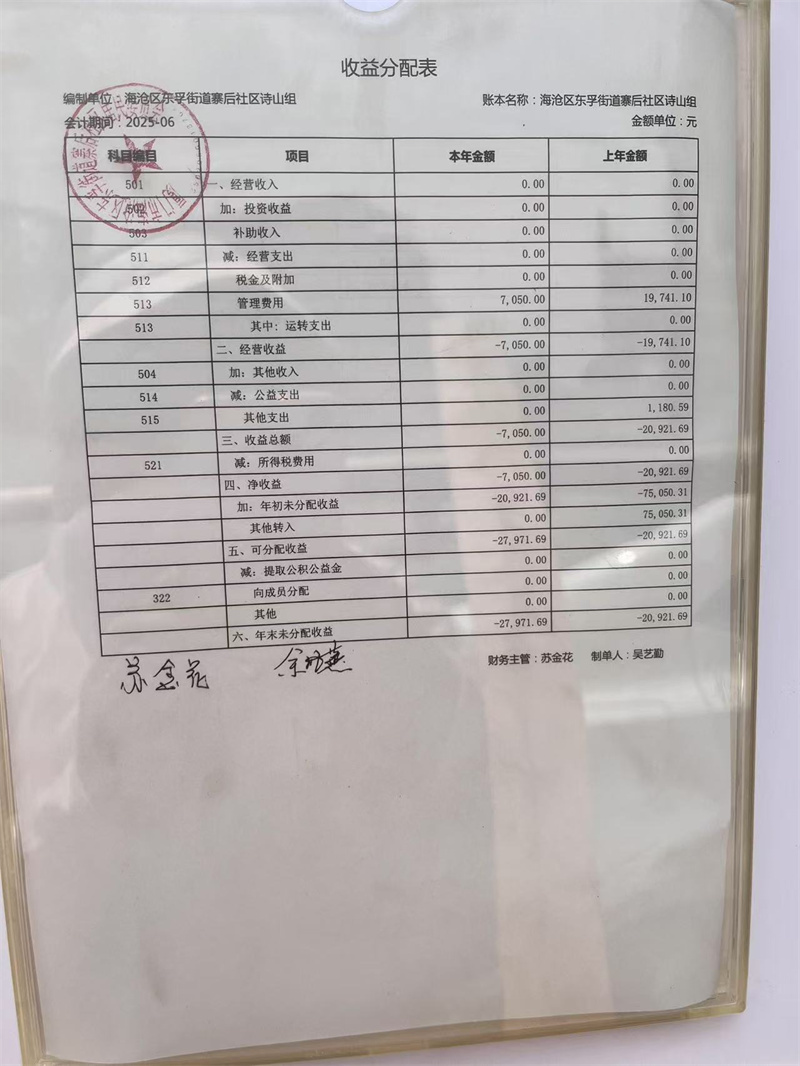 收益分配表
编制单位：海沧区东孚街道寨后社区诗山组 账本名称：海沧区东孚街道寨后社区诗山组
会计期间：2025-06 金额单位：元
科目编目 项目 本年金额 上年金额
501 一、经营收入 0.00 0.00
502 加：投资收益 0.00 0.00
503 补助收入 0.00 0.00
511 减：经营支出 0.00 0.00
512 税金及附加 0.00 0.00
513 管理费用 7,050.00 19,741.10
513 其中：运转支出 0.00 0.00
二、经营收益 -7,050.00 -19,741.10
504 加：其他收入 0.00 0.00
514 减：公益支出 0.00 0.00
515 其他支出 0.00 1,180.59
三、收益总额 -7,050.00 -20,921.69
521 减：所得税费用 0.00 0.00
四、净收益 -7,050.00 -20,921.69
加：年初未分配收益 -20,921.69 -75,050.31
其他转入 0.00 75,050.31
五、可分配收益 -27,971.69 -20,921.69
减：提取公积公益金 0.00 0.00
322 向成员分配 0.00 0.00
其他 0.00 0.00
六、年末未分配收益 -27,971.69 -20,921.69
财务主管：苏金花 制单人：吴艺勤
苏金花